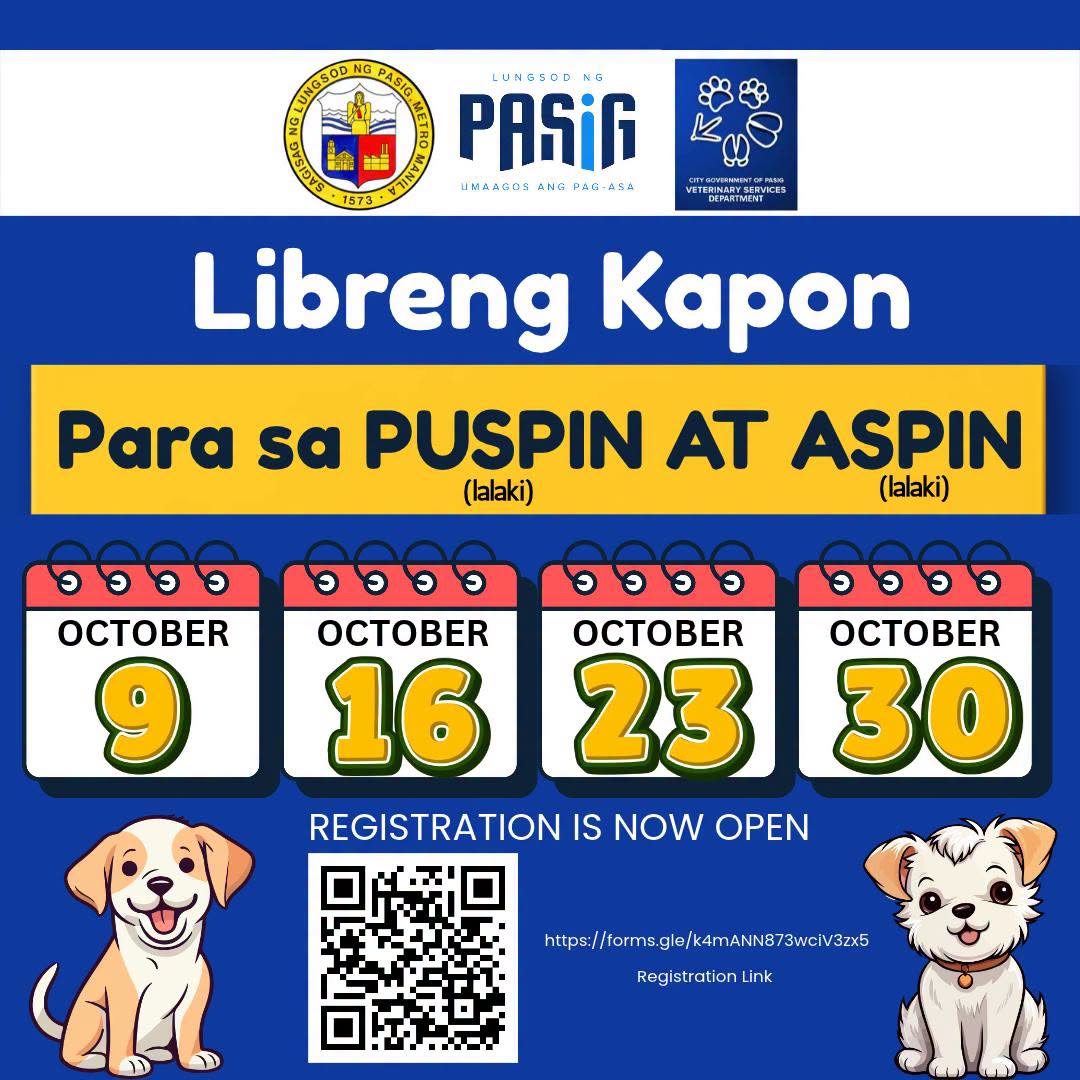 SAGISAG NG LUNGSOD NG PASIG, METRO MANILA
1573
LUNGSOD NG
PASiG
UMAAGOS ANG PAG-ASA
CITY GOVERNMENT OF PASIG
VETERINARY SERVICES
DEPARTMENT
Libreng Kapon
Para sa PUSPIN AT ASPIN
(lalaki) (lalaki)
OCTOBER OCTOBER OCTOBER OCTOBER
9 16 23 30
REGISTRATION IS NOW OPEN
https://forms.gle/k4mANN873wciV3zx5
Registration Link